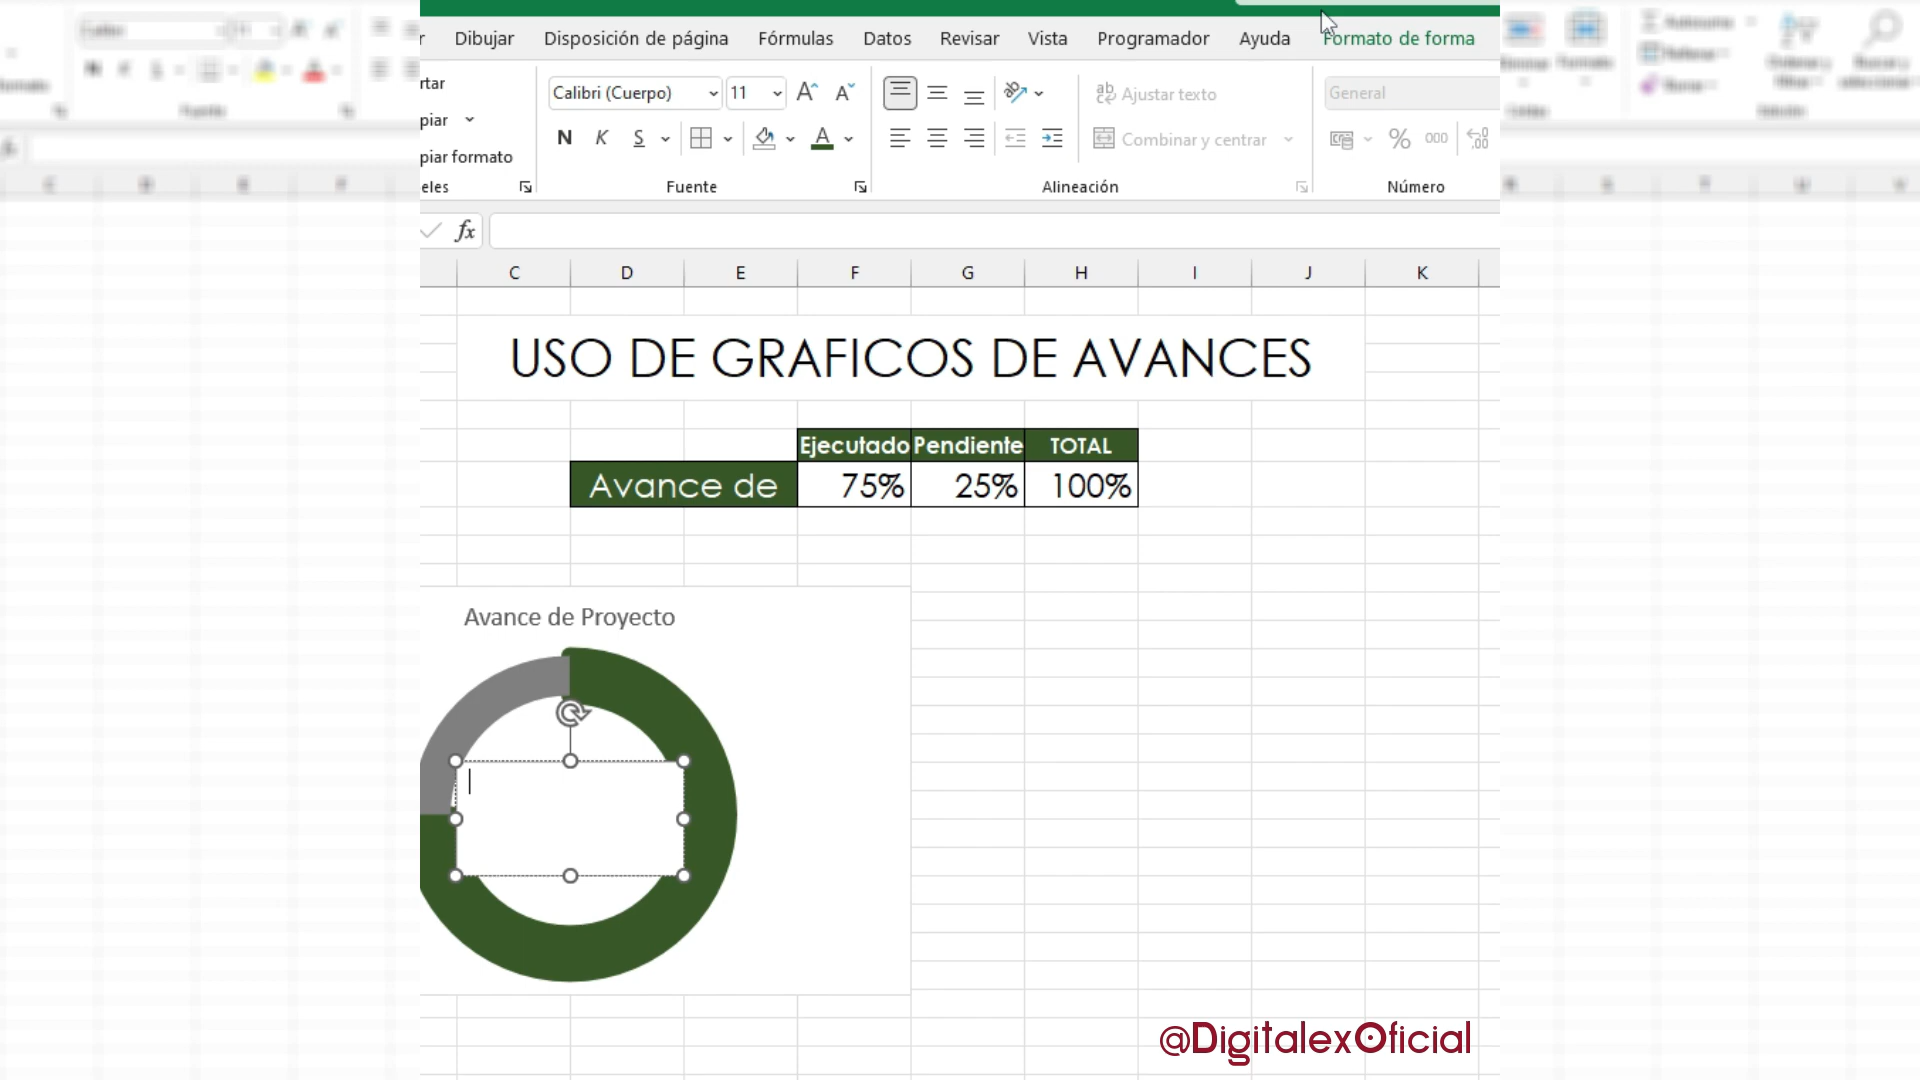 Dibujar Disposición de página Fórmulas Datos Revisar Vista Programador Ayuda Formato de forma
rtar
Calibri (Cuerpo) 11 A A ab Ajustar texto General
piar
N K S A Combinar y centrar % 000
piar formato
eles Fuente Alineación Número
fx
C D E F G H I J K
USO DE GRAFICOS DE AVANCES
Ejecutado Pendiente TOTAL
Avance de 75% 25% 100%
Avance de Proyecto
@DigitalexOficial